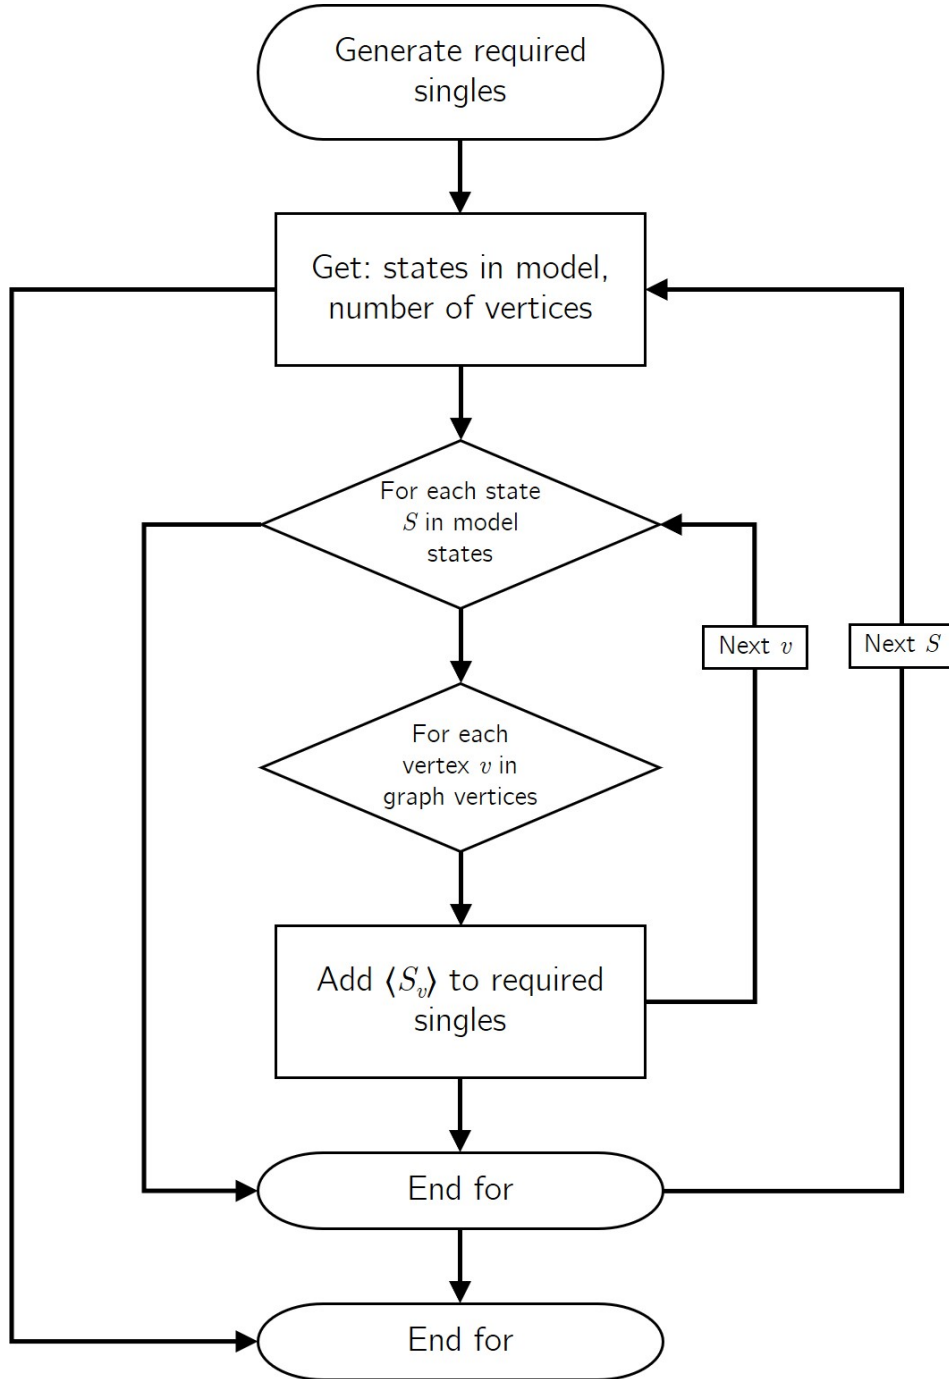 Generate required
singles
Get: states in model,
number of vertices
For each state
S in model
states
Next v
Next S
For each
vertex v in
graph vertices
Add ⟨S_v⟩ to required
singles
End for
End for